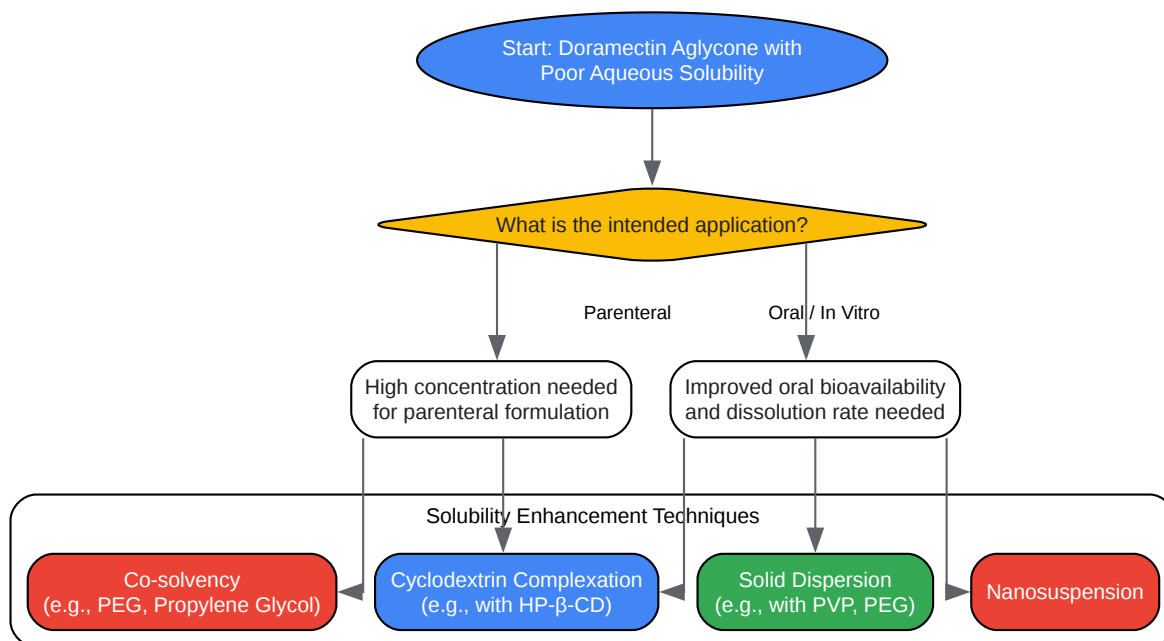 Start: Doramectin Aglycone with
Poor Aqueous Solubility
What is the intended application?
Parenteral
Oral / In Vitro
High concentration needed
for parenteral formulation
Improved oral bioavailability
and dissolution rate needed
Solubility Enhancement Techniques
Co-solvency
(e.g., PEG, Propylene Glycol)
Cyclodextrin Complexation
(e.g., with HP-β-CD)
Solid Dispersion
(e.g., with PVP, PEG)
Nanosuspension